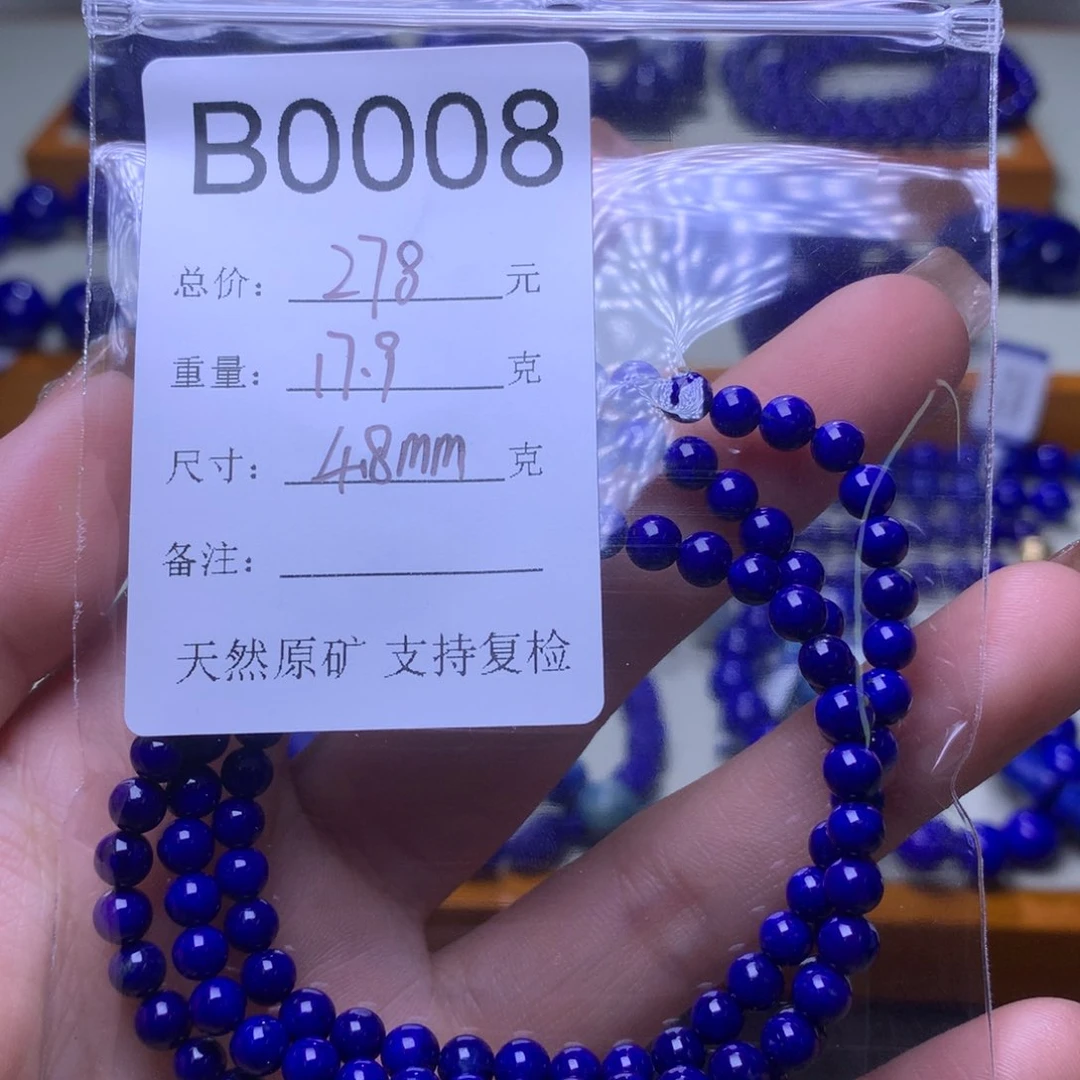 B0008
总价: 278 元
重量: 17.9 克
尺寸: 4.8mm 克
备注:
天然原矿 支持复检